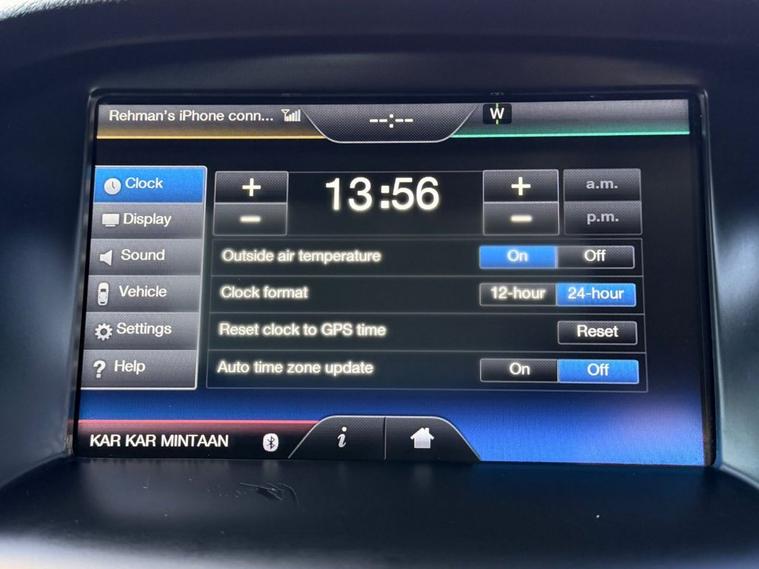 Rehman's iPhone conn... --:-- W
Clock
Display
Sound
Vehicle
Settings
? Help
+ 13:56 + a.m.
− − p.m.
Outside air temperature On Off
Clock format 12-hour 24-hour
Reset clock to GPS time Reset
Auto time zone update On Off
KAR KAR MINTAAN i